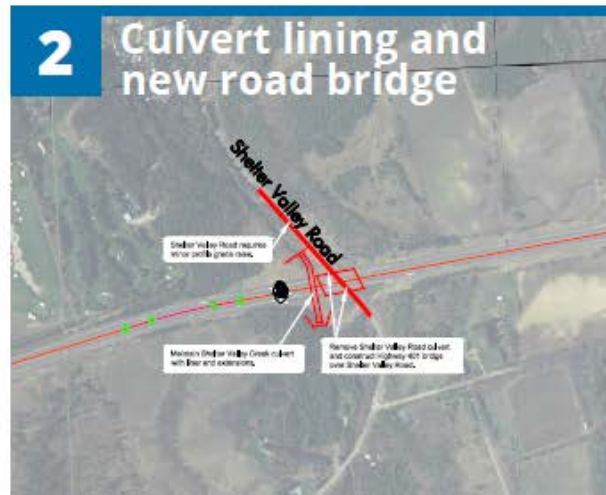 2
Culvert lining and
new road bridge
Shelter Valley Road
Shelter Valley Road requires
minor profile grade raise.
Maintain Shelter Valley Creek culvert
with liner and extensions.
Remove Shelter Valley Road culvert
and construct Highway 401 bridge
over Shelter Valley Road.